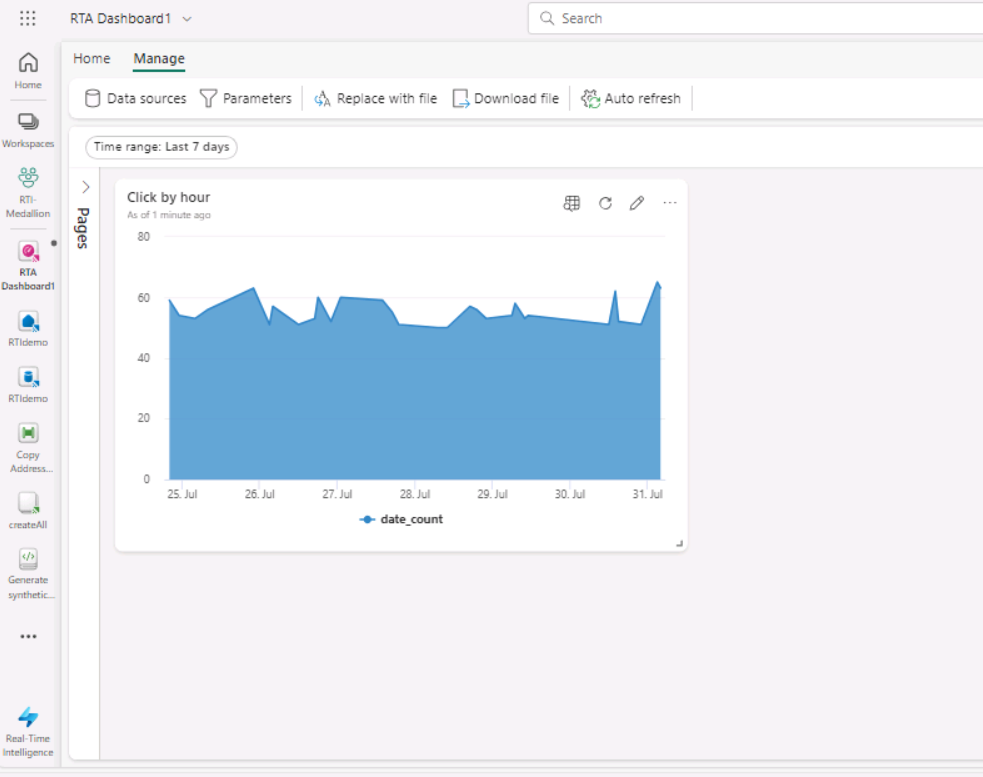 RTA Dashboard1
Search
Home
Workspaces
RTI-
Medallion
RTA
Dashboard1
RTIdemo
RTIdemo
Copy
Address...
createAll
Generate
synthetic...
Real-Time
Intelligence
Home Manage
Data sources Parameters Replace with file Download file Auto refresh
Time range: Last 7 days
Pages
Click by hour
As of 1 minute ago
80
60
40
20
0
25. Jul 26. Jul 27. Jul 28. Jul 29. Jul 30. Jul 31. Jul
date_count